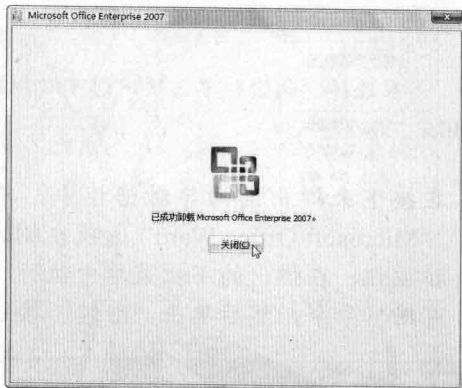 Microsoft Office Enterprise 2007
已成功卸载 Microsoft Office Enterprise 2007。
关闭(C)